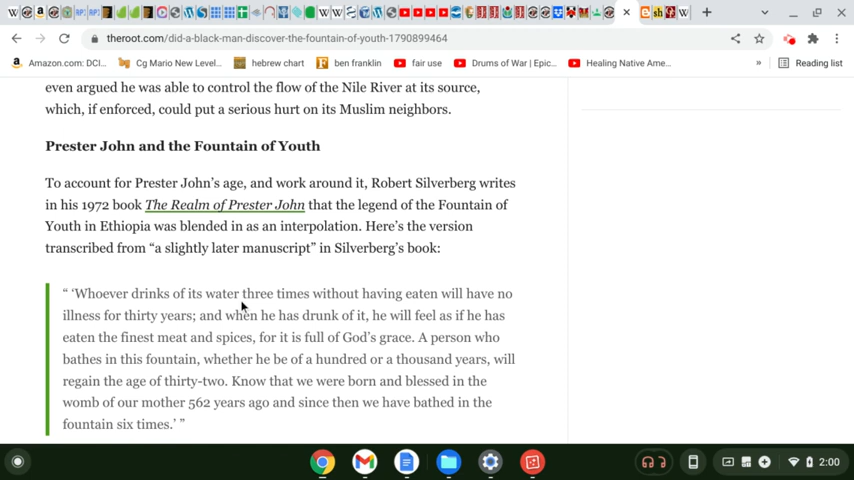 theroot.com/did-a-black-man-discover-the-fountain-of-youth-1790899464
Amazon.com: DCI...
Cg Mario New Level...
hebrew chart
ben franklin
fair use
Drums of War | Epic...
Healing Native Ame...
»
Reading list
even argued he was able to control the flow of the Nile River at its source,
which, if enforced, could put a serious hurt on its Muslim neighbors.
Prester John and the Fountain of Youth
To account for Prester John's age, and work around it, Robert Silverberg writes
in his 1972 book The Realm of Prester John that the legend of the Fountain of
Youth in Ethiopia was blended in as an interpolation. Here's the version
transcribed from “a slightly later manuscript” in Silverberg's book:
“ ‘Whoever drinks of its water three times without having eaten will have no
illness for thirty years; and when he has drunk of it, he will feel as if he has
eaten the finest meat and spices, for it is full of God's grace. A person who
bathes in this fountain, whether he be of a hundred or a thousand years, will
regain the age of thirty-two. Know that we were born and blessed in the
womb of our mother 562 years ago and since then we have bathed in the
fountain six times.’ ”
2:00